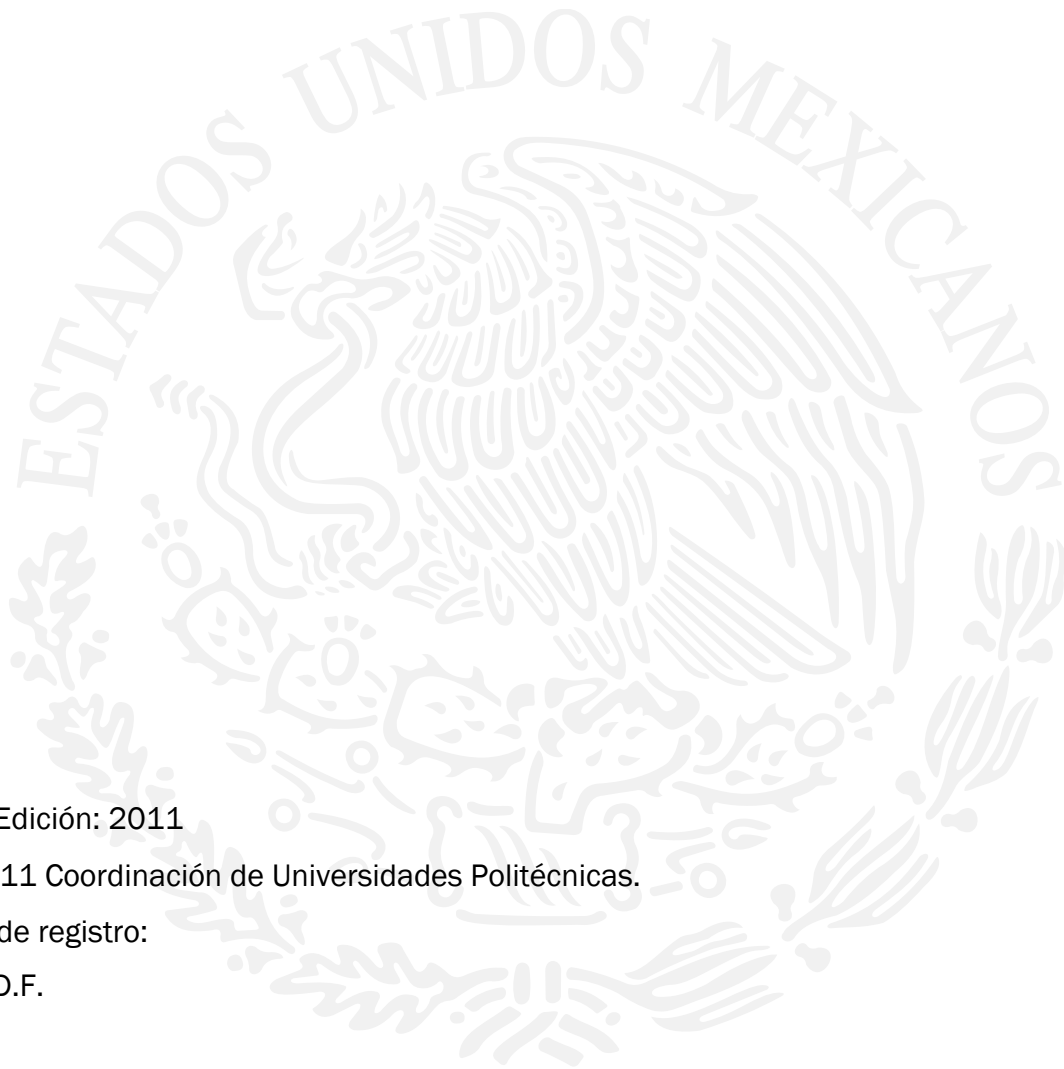 ESTADOS UNIDOS MEXICANOS
Edición: 2011
11 Coordinación de Universidades Politécnicas.
de registro:
D.F.